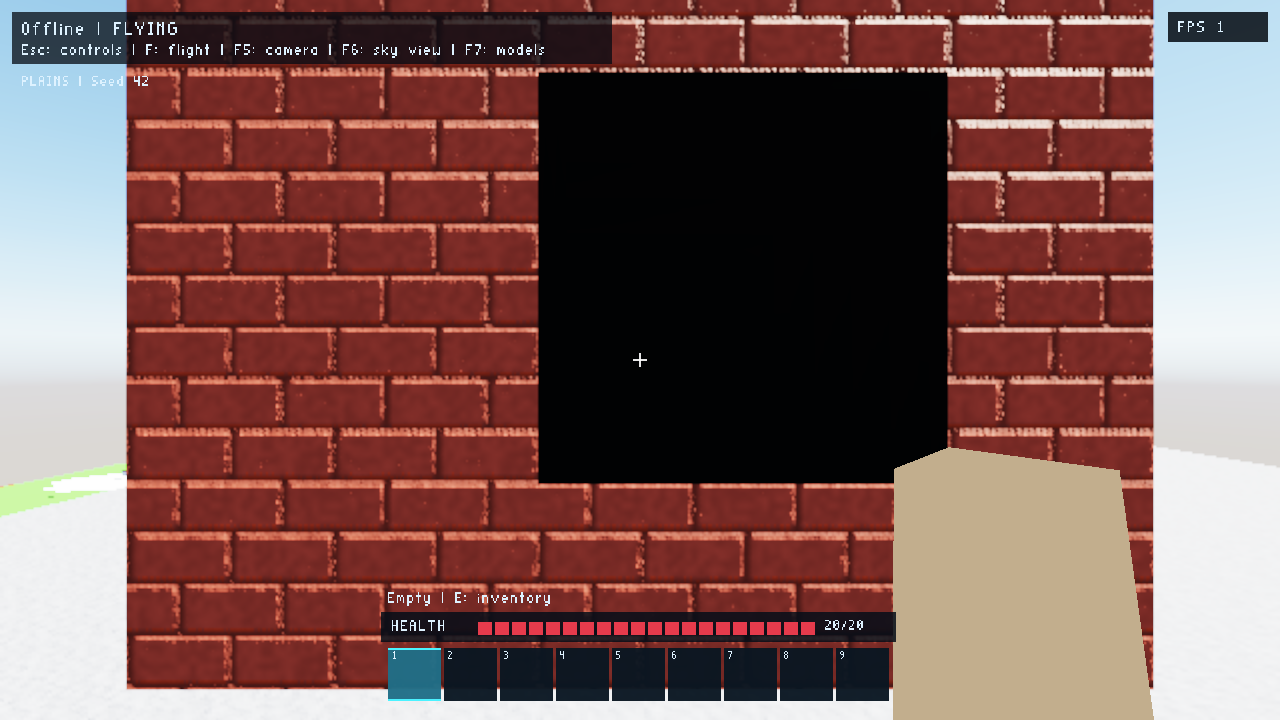 Offline | FLYING
Esc: controls | F: flight | F5: camera | F6: sky view | F7: models
FPS 1
PLAINS | Seed 42
Empty | E: inventory
HEALTH 20/20
1 2 3 4 5 6 7 8 9